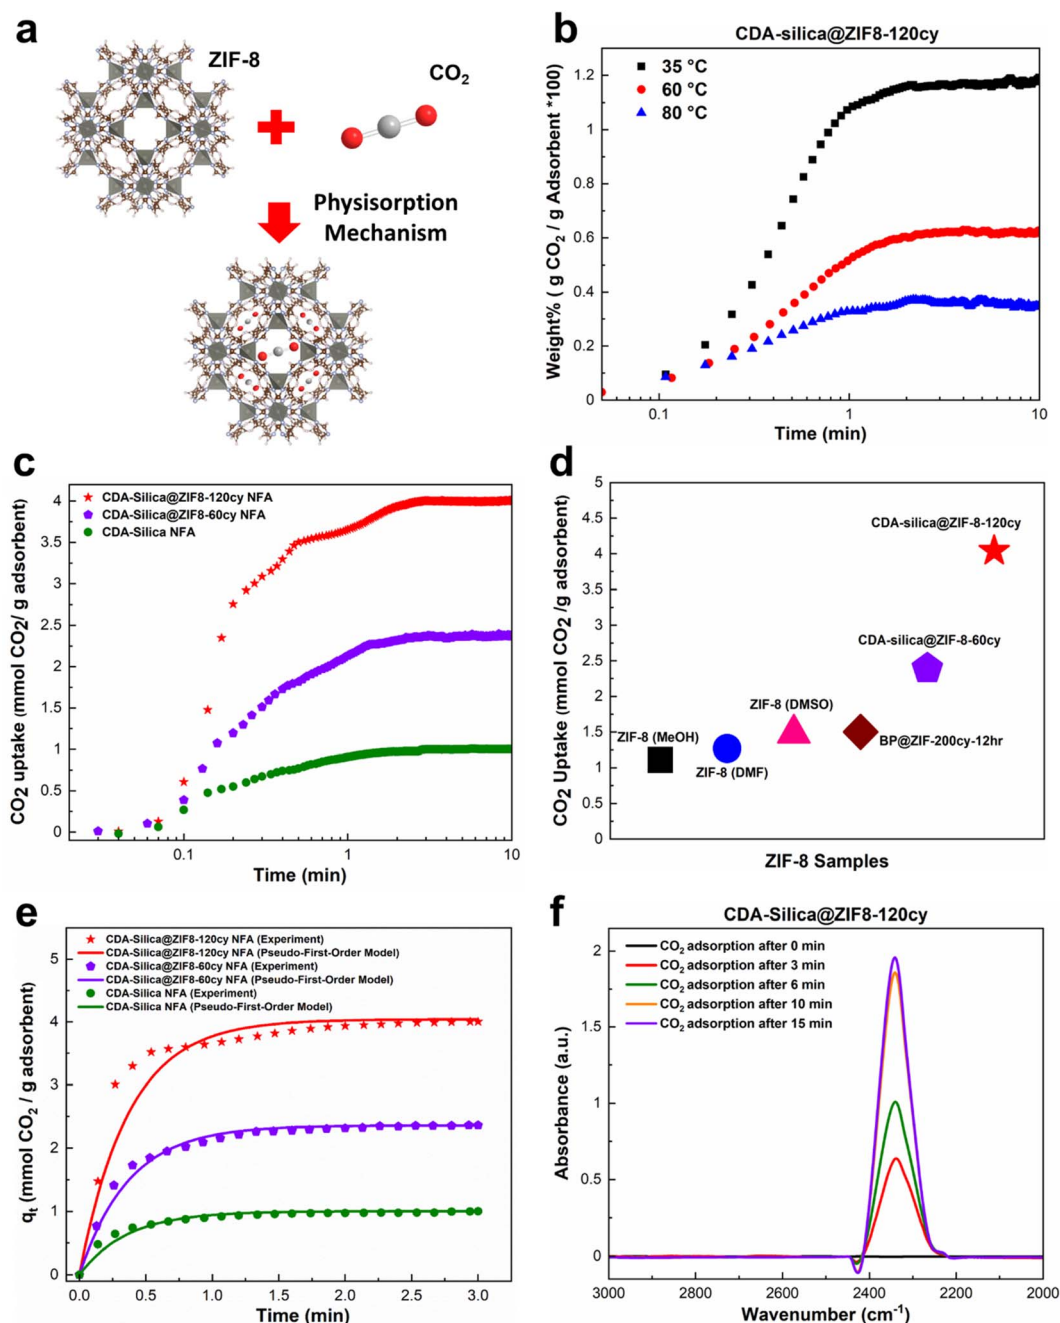 a
ZIF-8
CO₂
Physisorption
Mechanism
b
CDA-silica@ZIF8-120cy
35 °C
60 °C
80 °C
Weight% ( g CO₂ / g Adsorbent *100)
1.2
0.8
0.6
0.4
0.2
0
0.1
1
10
Time (min)
c
CDA-Silica@ZIF8-120cy NFA
CDA-Silica@ZIF8-60cy NFA
CDA-Silica NFA
CO₂ uptake (mmol CO₂/ g adsorbent)
4
3.5
3
2.5
2
1.5
1
0.5
0
0.1
1
10
Time (min)
d
CO₂ Uptake (mmol CO₂ /g adsorbent)
5
4.5
4
3.5
3
2.5
2
1.5
1
0.5
0
CDA-silica@ZIF-8-120cy
CDA-silica@ZIF-8-60cy
ZIF-8 (DMSO)
ZIF-8 (MeOH)
ZIF-8 (DMF)
BP@ZIF-200cy-12hr
ZIF-8 Samples
e
CDA-Silica@ZIF8-120cy NFA (Experiment)
CDA-Silica@ZIF8-120cy NFA (Pseudo-First-Order Model)
CDA-Silica@ZIF8-60cy NFA (Experiment)
CDA-Silica@ZIF8-60cy NFA (Pseudo-First-Order Model)
CDA-Silica NFA (Experiment)
CDA-Silica NFA (Pseudo-First-Order Model)
qt (mmol CO₂ / g adsorbent)
5
4
3
2
1
0
0.0
0.5
1.0
1.5
2.0
2.5
3.0
Time (min)
f
CDA-Silica@ZIF8-120cy
CO₂ adsorption after 0 min
CO₂ adsorption after 3 min
CO₂ adsorption after 6 min
CO₂ adsorption after 10 min
CO₂ adsorption after 15 min
Absorbance (a.u.)
2
1.5
1
0.5
0
3000
2800
2600
2400
2200
2000
Wavenumber (cm⁻¹)